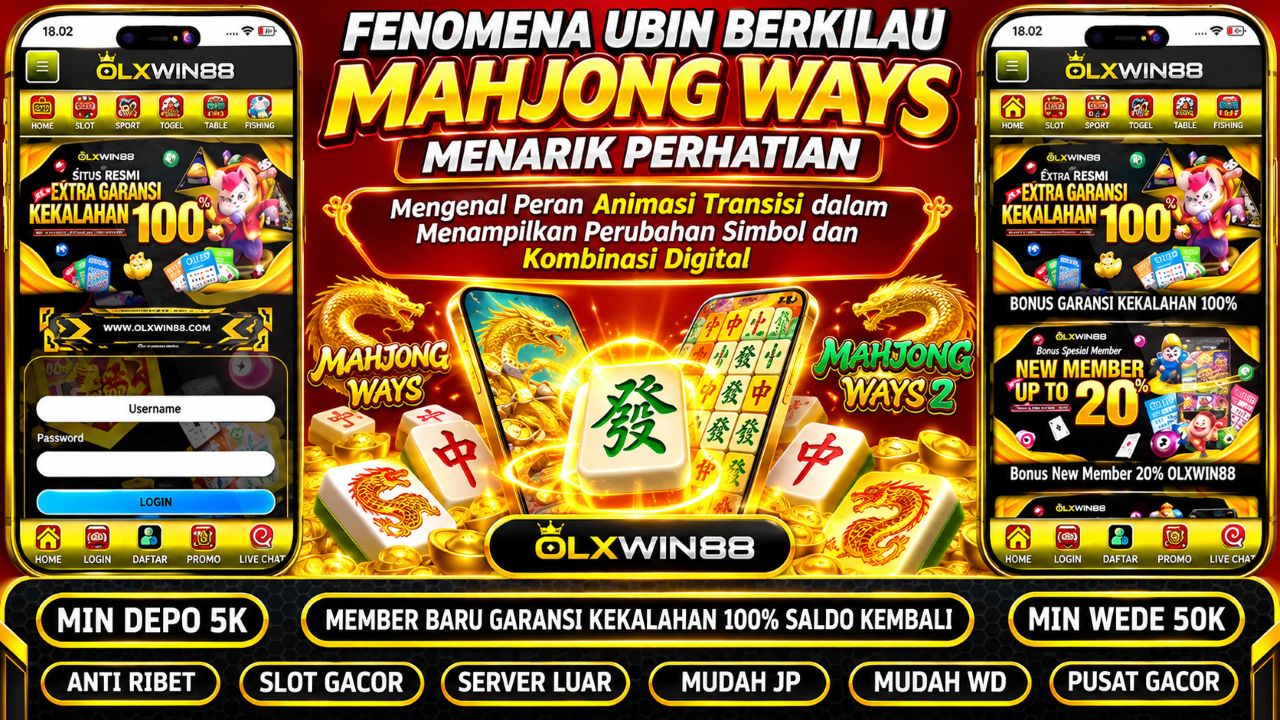 FENOMENA UBIN BERKILAU
MAHJONG WAYS
MENARIK PERHATIAN
Mengenal Peran Animasi Transisi dalam
Menampilkan Perubahan Simbol dan
Kombinasi Digital
18.02
OLXWIN88
HOME
SLOT
SPORT
TOGEL
TABLE
FISHING
OLXWIN88
SITUS RESMI
EXTRA GARANSI
KEKALAHAN 100%
WWW.OLXWIN88.COM
Username
Password
LOGIN
HOME
LOGIN
DAFTAR
PROMO
LIVE CHAT
MAHJONG
WAYS
發
中
中
中
中
MAHJONG
WAYS 2
OLXWIN88
18.02
OLXWIN88
HOME
SLOT
SPORT
TOGEL
TABLE
FISHING
OLXWIN88
EXTRA RESMI
EXTRA GARANSI
KEKALAHAN 100%
BONUS GARANSI KEKALAHAN 100%
OLXWIN88
Bonus Spesial Member
NEW MEMBER
UP TO 20%
Bonus New Member 20% OLXWIN88
OLXWIN88
HOME
LOGIN
DAFTAR
PROMO
LIVE CHAT
MIN DEPO 5K
MEMBER BARU GARANSI KEKALAHAN 100% SALDO KEMBALI
MIN WEDE 50K
ANTI RIBET
SLOT GACOR
SERVER LUAR
MUDAH JP
MUDAH WD
PUSAT GACOR